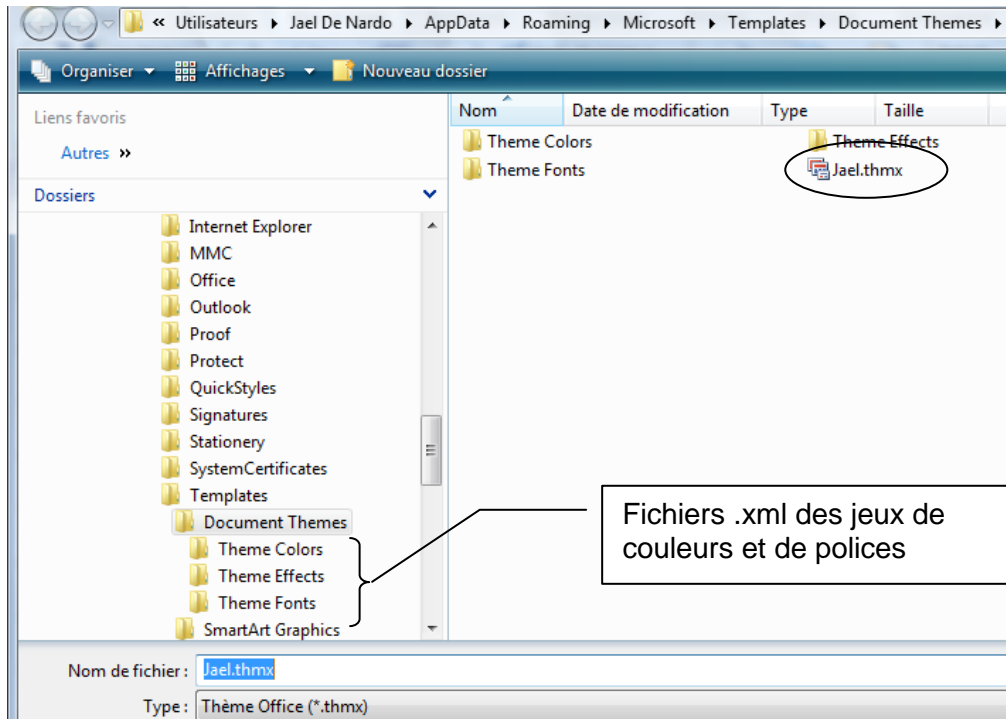 « Utilisateurs ▸ Jael De Nardo ▸ AppData ▸ Roaming ▸ Microsoft ▸ Templates ▸ Document Themes ▸
Organiser Affichages Nouveau dossier
Liens favoris
Autres »
Dossiers
Internet Explorer
MMC
Office
Outlook
Proof
Protect
QuickStyles
Signatures
Stationery
SystemCertificates
Templates
Document Themes
Theme Colors
Theme Effects
Theme Fonts
SmartArt Graphics
Nom Date de modification Type Taille
Theme Colors Theme Effects
Theme Fonts Jael.thmx
Fichiers .xml des jeux de
couleurs et de polices
Nom de fichier : Jael.thmx
Type : Thème Office (*.thmx)